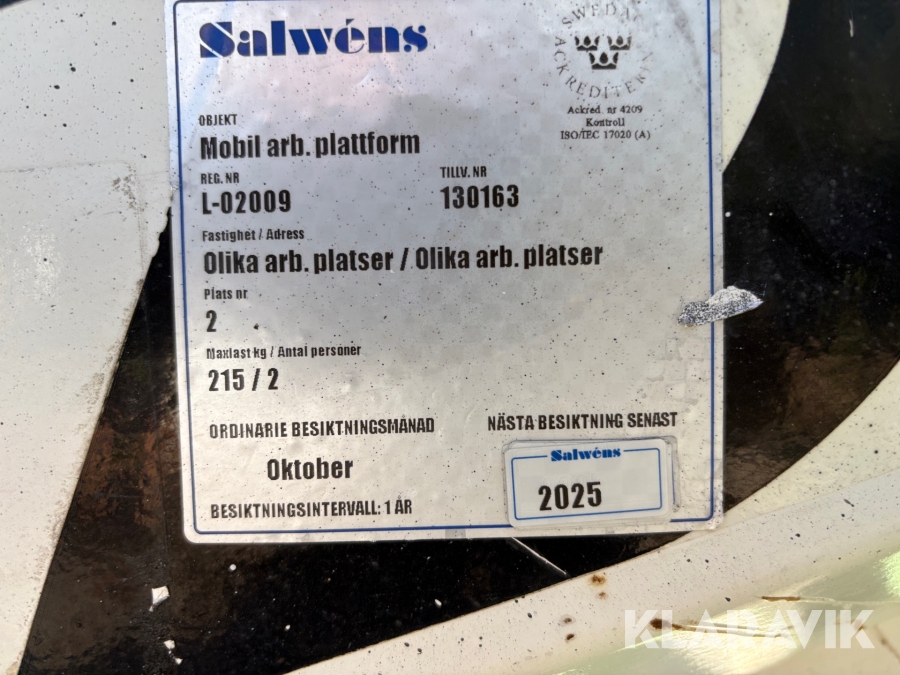 Salwéns
SWEDAC
ACKREDITERING
Ackred. nr 4209
Kontroll
ISO/IEC 17020 (A)
OBJEKT
Mobil arb. plattform
REG. NR
TILLV. NR
L-02009
130163
Fastighet / Adress
Olika arb. platser / Olika arb. platser
Plats nr
2
Maxlast kg / Antal personer
215 / 2
ORDINARIE BESIKTNINGSMÅNAD
NÄSTA BESIKTNING SENAST
Oktober
Salwéns
2025
BESIKTNINGSINTERVALL: 1 ÅR
KLARAVIK